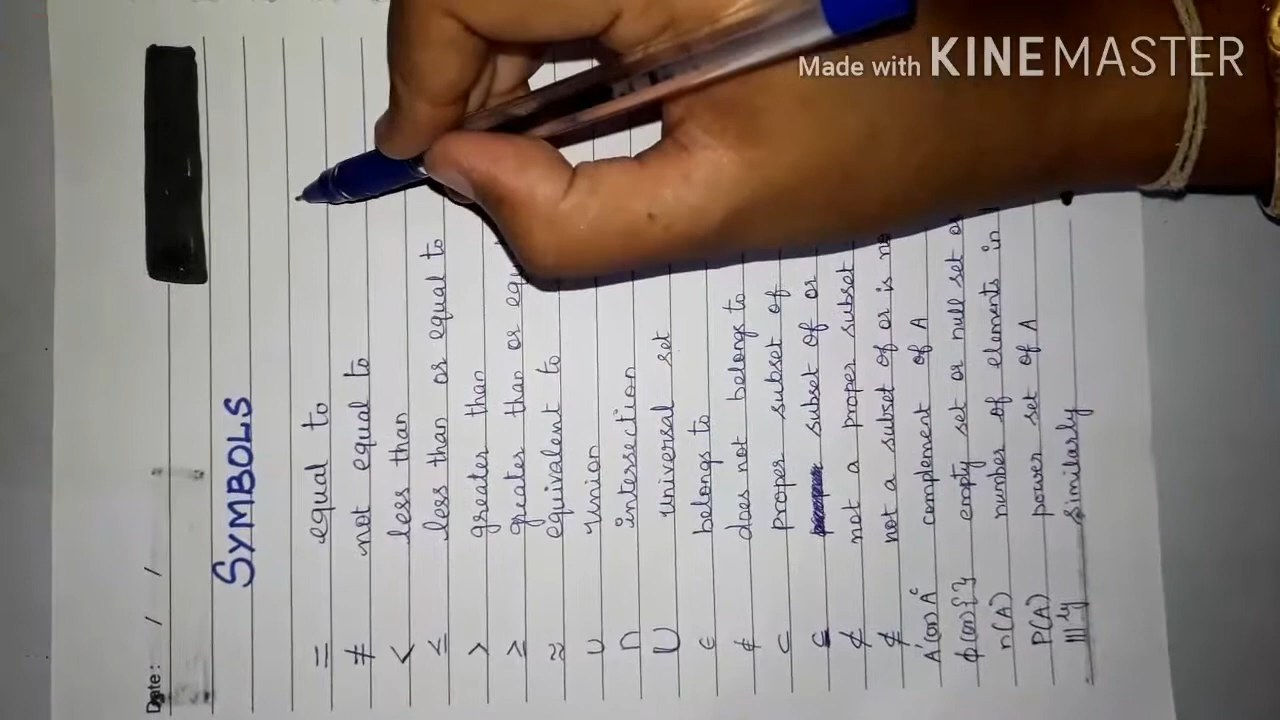 Made with KINEMASTER
Date: / /
SYMBOLS
= equal to
≠ not equal to
< less than
≤ less than or equal to
> greater than
≥ greater than or equ
≈ equivalent to
∪ union
∩ intersection
U universal set
∈ belongs to
∉ does not belongs to
⊂ proper subset of
⊆ subset of or
⊄ not a proper subset
⊈ not a subset of or is
A'(or)Aᶜ complement of A
ϕ(or){ } empty set or null set or
n(A) number of elements in
P(A) power set of A
|||ly similarly